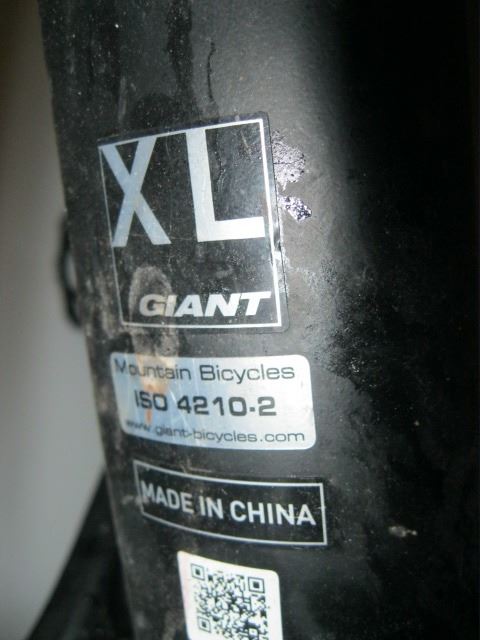 XL
GIANT
Mountain Bicycles
ISO 4210-2
www.giant-bicycles.com
MADE IN CHINA